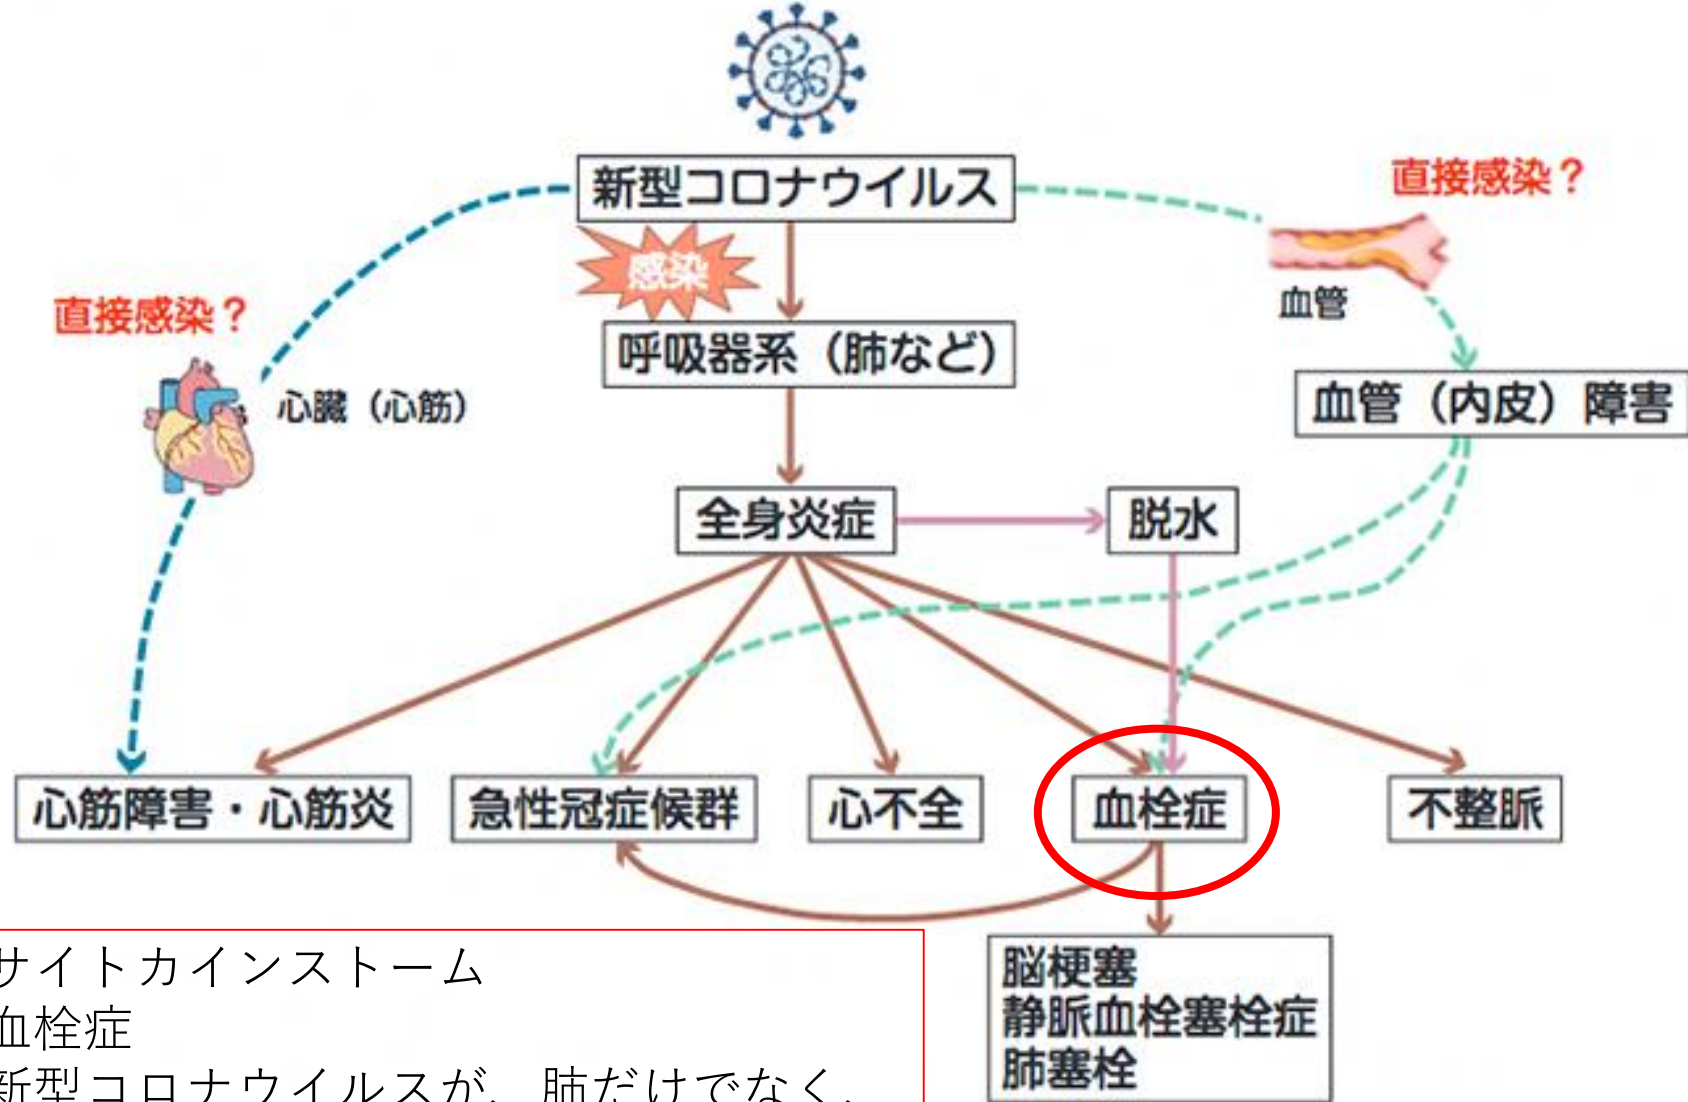 新型コロナウイルス
直接感染？
感染
血管
直接感染？
呼吸器系（肺など）
心臓（心筋）
血管（内皮）障害
全身炎症
脱水
心筋障害・心筋炎
急性冠症候群
心不全
血栓症
不整脈
サイトカインストーム
血栓症
新型コロナウイルスが、肺だけでなく、
脳梗塞
静脈血栓塞栓症
肺塞栓